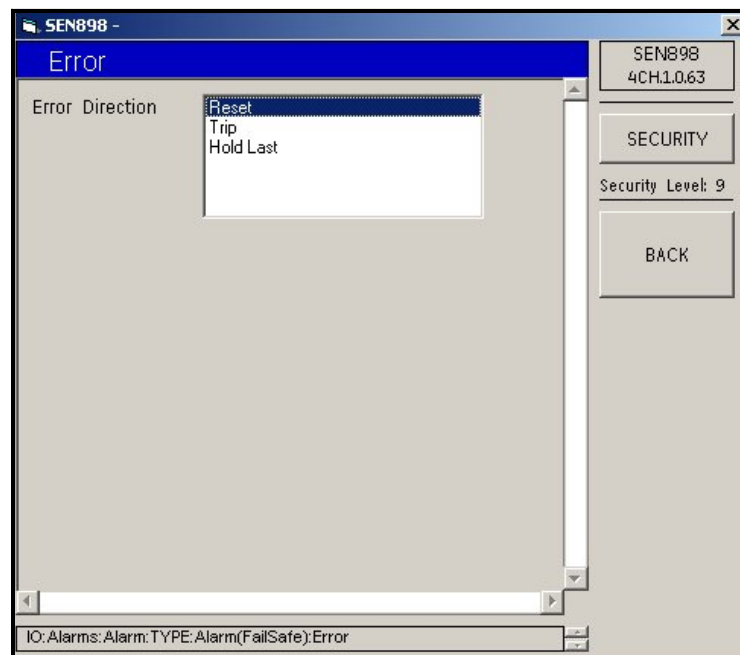 SEN898 -
Error
SEN898
4CH.1.0.63
Error Direction
Reset
Trip
Hold Last
SECURITY
Security Level: 9
BACK
IO:Alarms:Alarm:TYPE:Alarm(FailSafe):Error